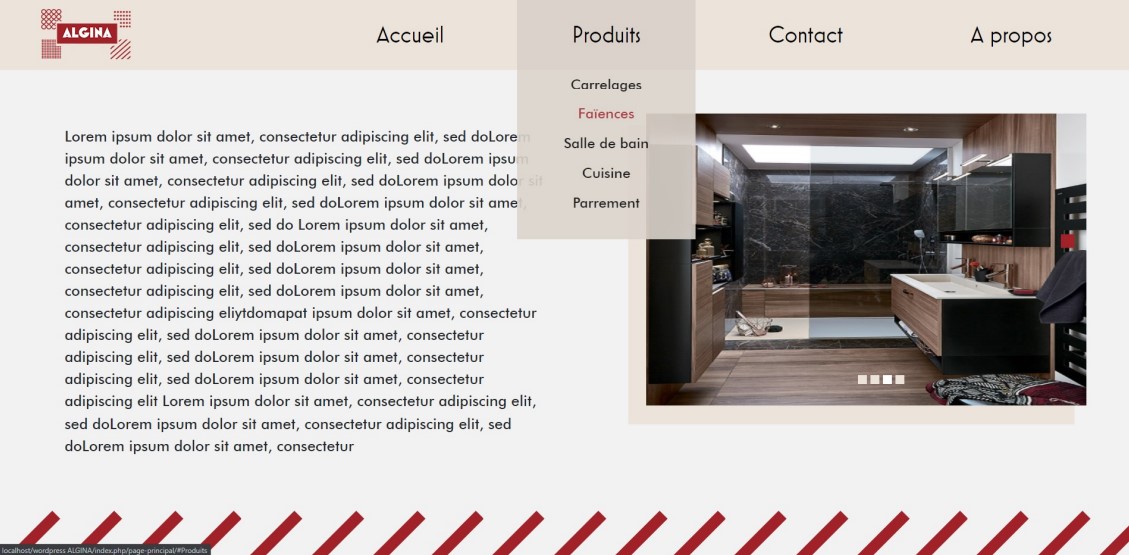 ALGINA
Accueil
Produits
Contact
A propos
Carrelages
Faïences
Salle de bain
Cuisine
Parrement
Lorem ipsum dolor sit amet, consectetur adipiscing elit, sed doLorem
ipsum dolor sit amet, consectetur adipiscing elit, sed doLorem ipsum
dolor sit amet, consectetur adipiscing elit, sed doLorem ipsum dolor sit
amet, consectetur adipiscing elit, sed doLorem ipsum dolor sit amet,
consectetur adipiscing elit, sed do Lorem ipsum dolor sit amet,
consectetur adipiscing elit, sed doLorem ipsum dolor sit amet,
consectetur adipiscing elit, sed doLorem ipsum dolor sit amet,
consectetur adipiscing elit, sed doLorem ipsum dolor sit amet,
consectetur adipiscing eliytdomapat ipsum dolor sit amet, consectetur
adipiscing elit, sed doLorem ipsum dolor sit amet, consectetur
adipiscing elit, sed doLorem ipsum dolor sit amet, consectetur
adipiscing elit, sed doLorem ipsum dolor sit amet, consectetur
adipiscing elit Lorem ipsum dolor sit amet, consectetur adipiscing elit,
sed doLorem ipsum dolor sit amet, consectetur adipiscing elit, sed
doLorem ipsum dolor sit amet, consectetur
localhost/wordpress ALGINA/index.php/page-principal/#Produits